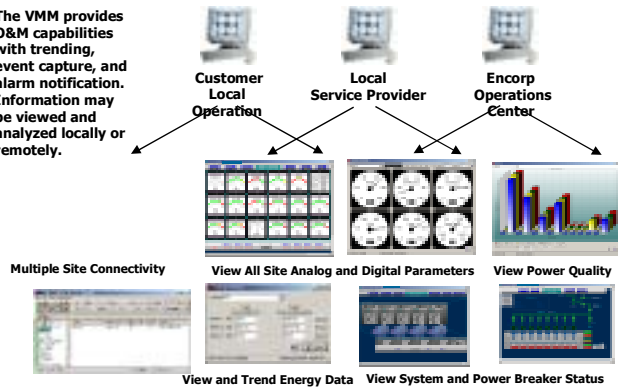 The VMM provides
O&M capabilities
with trending,
event capture, and
alarm notification.
Information may
be viewed and
analyzed locally or
remotely.
Customer
Local
Operation
Local
Service Provider
Encorp
Operations
Center
Multiple Site Connectivity
View All Site Analog and Digital Parameters
View Power Quality
View and Trend Energy Data
View System and Power Breaker Status